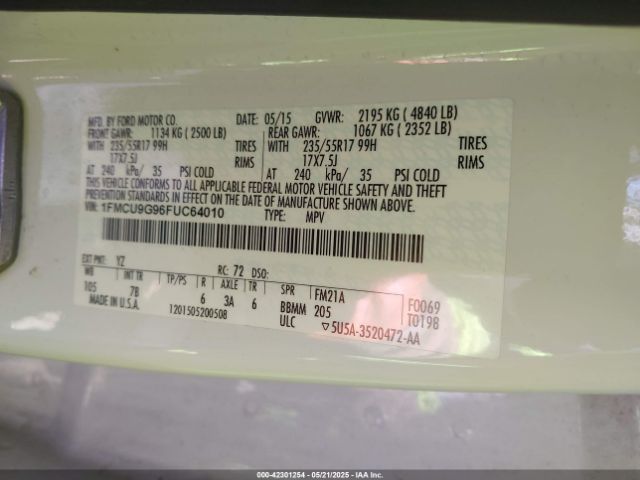 MFD. BY FORD MOTOR CO. 05/15 GVWR: 2195 KG ( 4840 LB)
FRONT GAWR: 1134 KG ( 2500 LB) REAR GAWR: 1067 KG ( 2352 LB)
WITH 235/55R17 99H TIRES WITH 235/55R17 99H TIRES
17X7.5J RIMS 17X7.5J RIMS
AT 240 kPa/ 35 PSI COLD AT 240 kPa/ 35 PSI COLD
THIS VEHICLE CONFORMS TO ALL APPLICABLE FEDERAL MOTOR VEHICLE SAFETY AND THEFT
PREVENTION STANDARDS IN EFFECT ON THE DATE OF MANUFACTURE SHOWN ABOVE.
VIN: 1FMCU9G96FUC64010 TYPE: MPV
EXT PNT: YZ RC: 72 DSO:
WB INT TR TP/PS R AXLE TR SPR FM21A F0069
105 7B 6 3A 6 BBMM 205 T0198
MADE IN U.S.A. 1201505200508 ULC ▽5U5A-3520472-AA
000-42301254 - 05/21/2025 - IAAI.COM